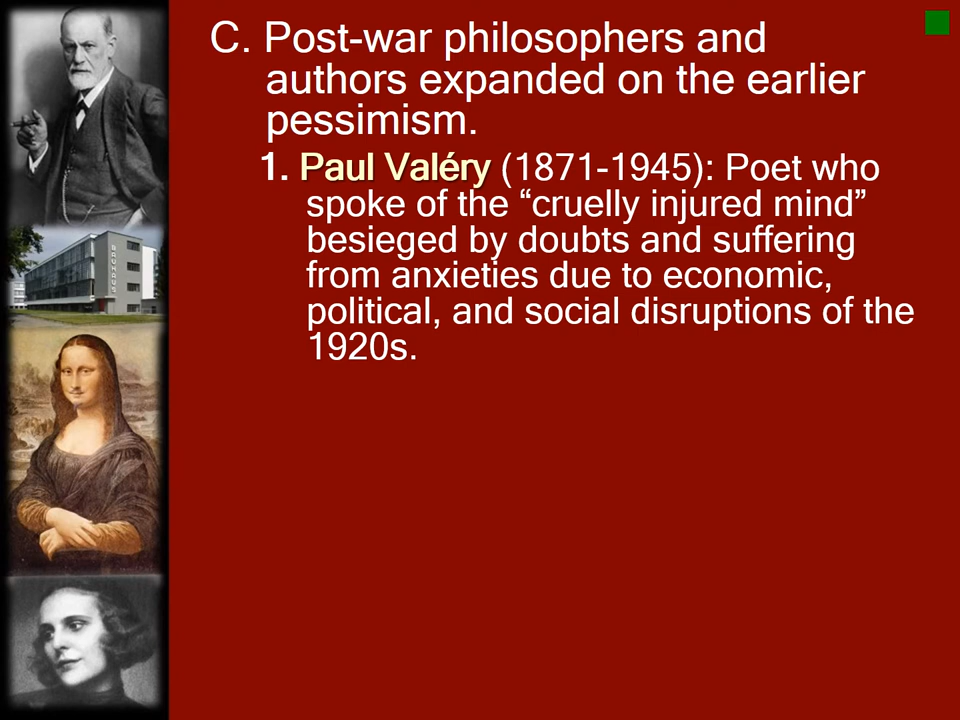 C. Post-war philosophers and
authors expanded on the earlier
pessimism.
1. Paul Valéry (1871-1945): Poet who
spoke of the “cruelly injured mind”
besieged by doubts and suffering
from anxieties due to economic,
political, and social disruptions of the
1920s.
BAUHAUS